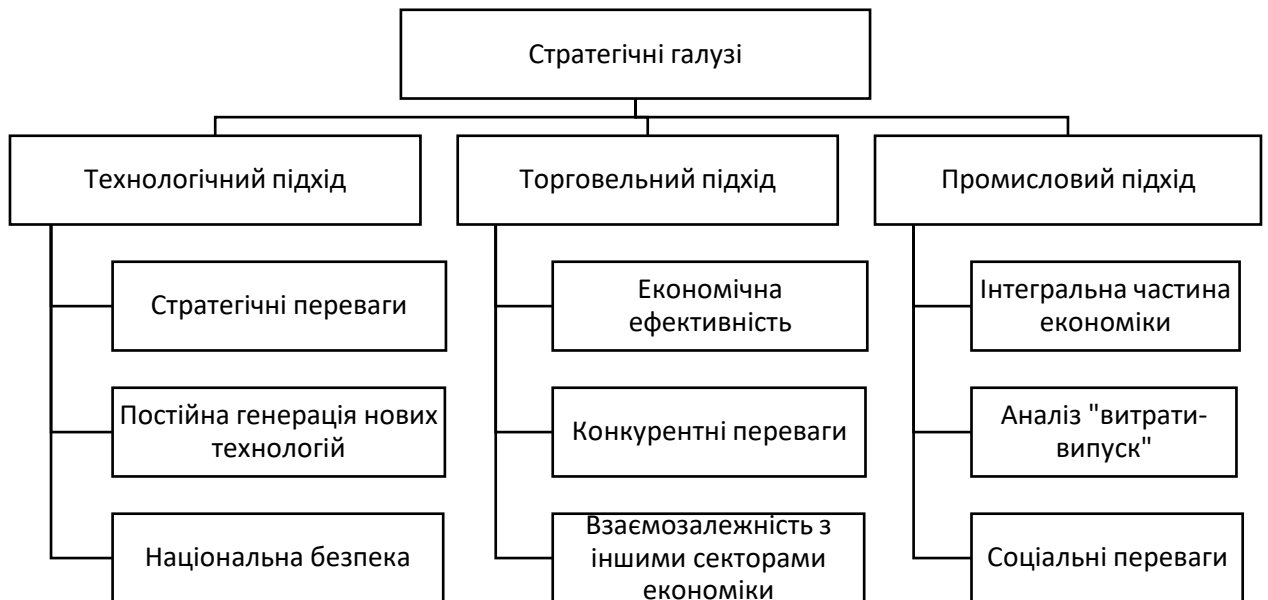 Стратегічні галузі
Технологічний підхід
Торговельний підхід
Промисловий підхід
Стратегічні переваги
Економічна
ефективність
Інтегральна частина
економіки
Постійна генерація нових
технологій
Конкурентні переваги
Аналіз "витрати-
випуск"
Національна безпека
Взаємозалежність з
іншими секторами
економіки
Соціальні переваги